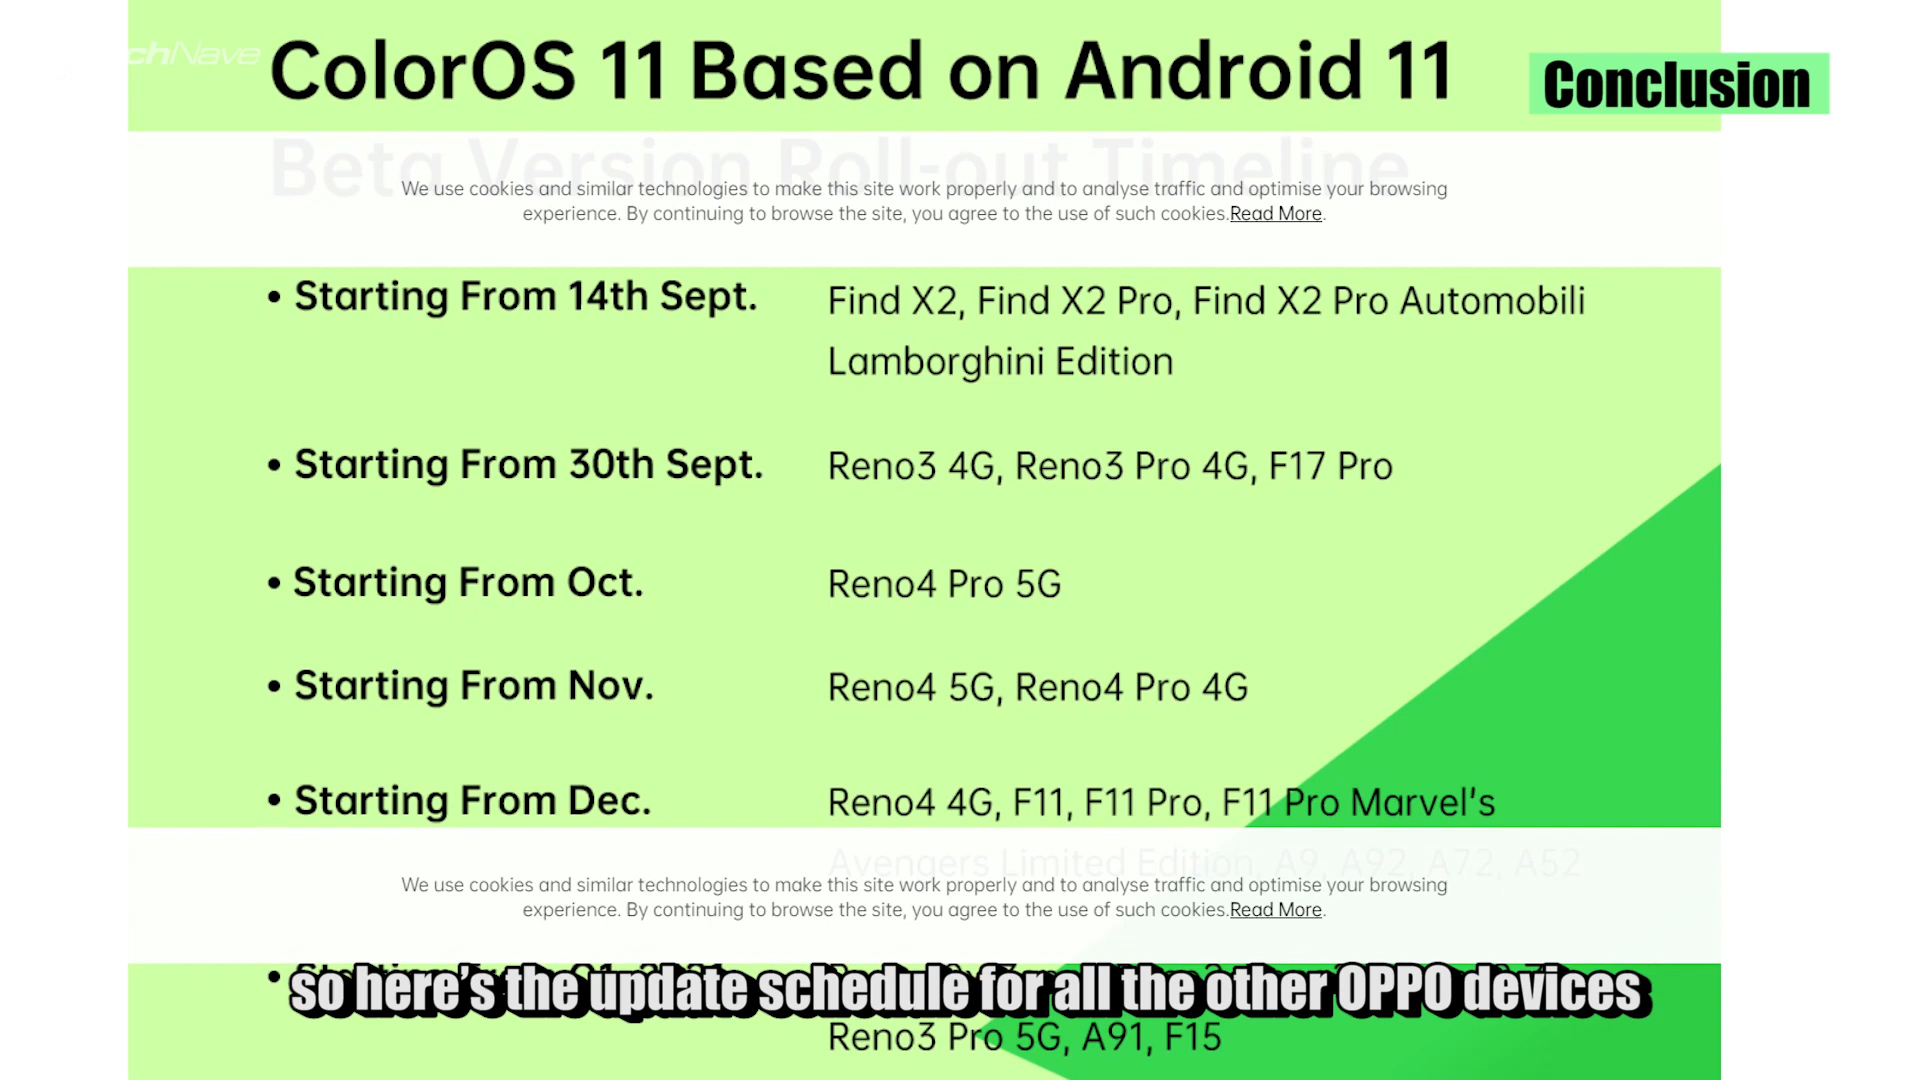 chNave
ColorOS 11 Based on Android 11
Conclusion
Beta Version Roll-out Timeline
We use cookies and similar technologies to make this site work properly and to analyse traffic and optimise your browsing
experience. By continuing to browse the site, you agree to the use of such cookies.Read More.
• Starting From 14th Sept. Find X2, Find X2 Pro, Find X2 Pro Automobili
Lamborghini Edition
• Starting From 30th Sept. Reno3 4G, Reno3 Pro 4G, F17 Pro
• Starting From Oct. Reno4 Pro 5G
• Starting From Nov. Reno4 5G, Reno4 Pro 4G
• Starting From Dec. Reno4 4G, F11, F11 Pro, F11 Pro Marvel's
Avengers Limited Edition, A9, A92, A72, A52
We use cookies and similar technologies to make this site work properly and to analyse traffic and optimise your browsing
experience. By continuing to browse the site, you agree to the use of such cookies.Read More.
so here's the update schedule for all the other OPPO devices
Reno3 Pro 5G, A91, F15